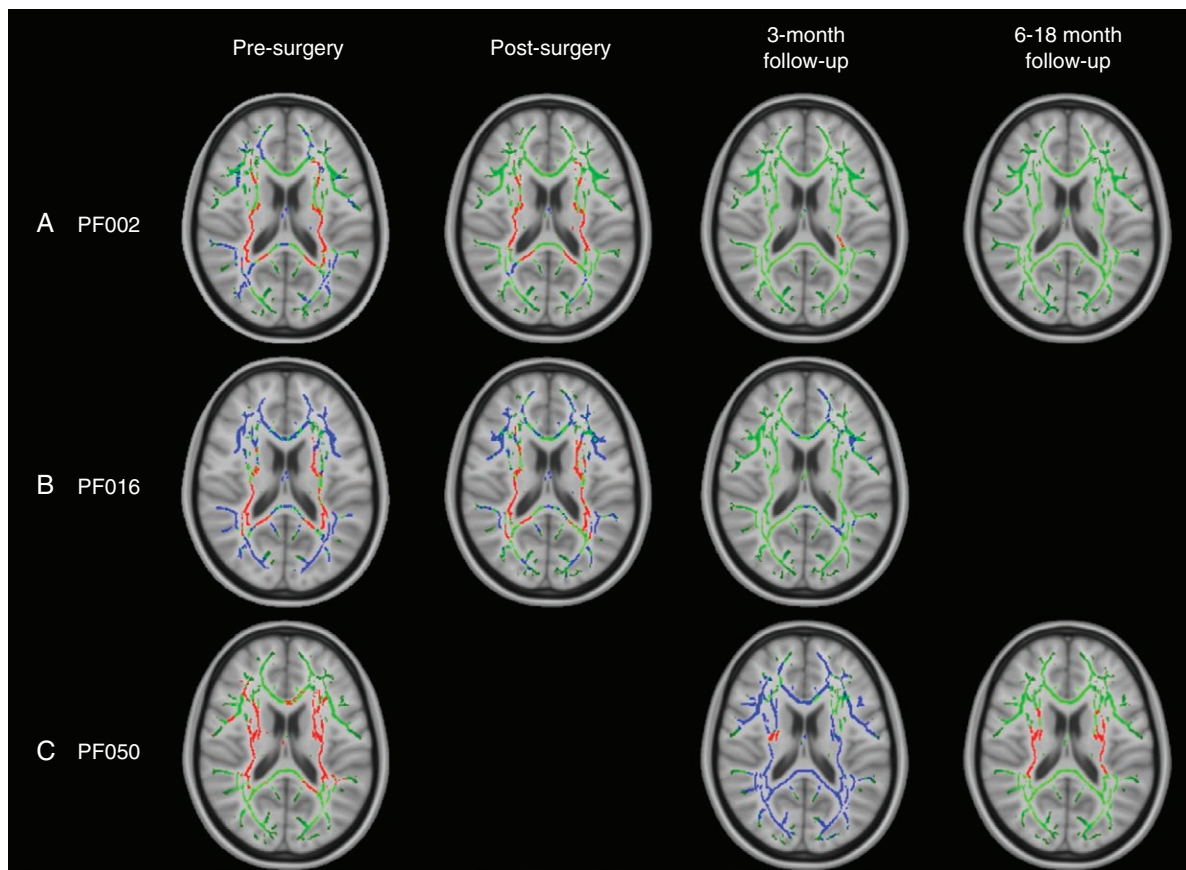 Pre-surgery
Post-surgery
3-month
follow-up
6-18 month
follow-up
A PF002
B PF016
C PF050